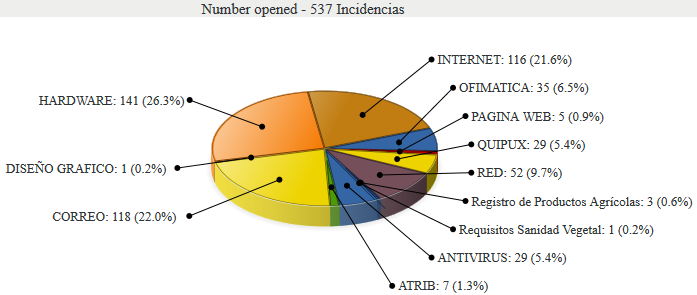 Number opened - 537 Incidencias
INTERNET: 116 (21.6%)
OFIMATICA: 35 (6.5%)
HARDWARE: 141 (26.3%)
PAGINA WEB: 5 (0.9%)
QUIPUX: 29 (5.4%)
DISEÑO GRAFICO: 1 (0.2%)
RED: 52 (9.7%)
Registro de Productos Agrícolas: 3 (0.6%)
CORREO: 118 (22.0%)
Requisitos Sanidad Vegetal: 1 (0.2%)
ANTIVIRUS: 29 (5.4%)
ATRIB: 7 (1.3%)